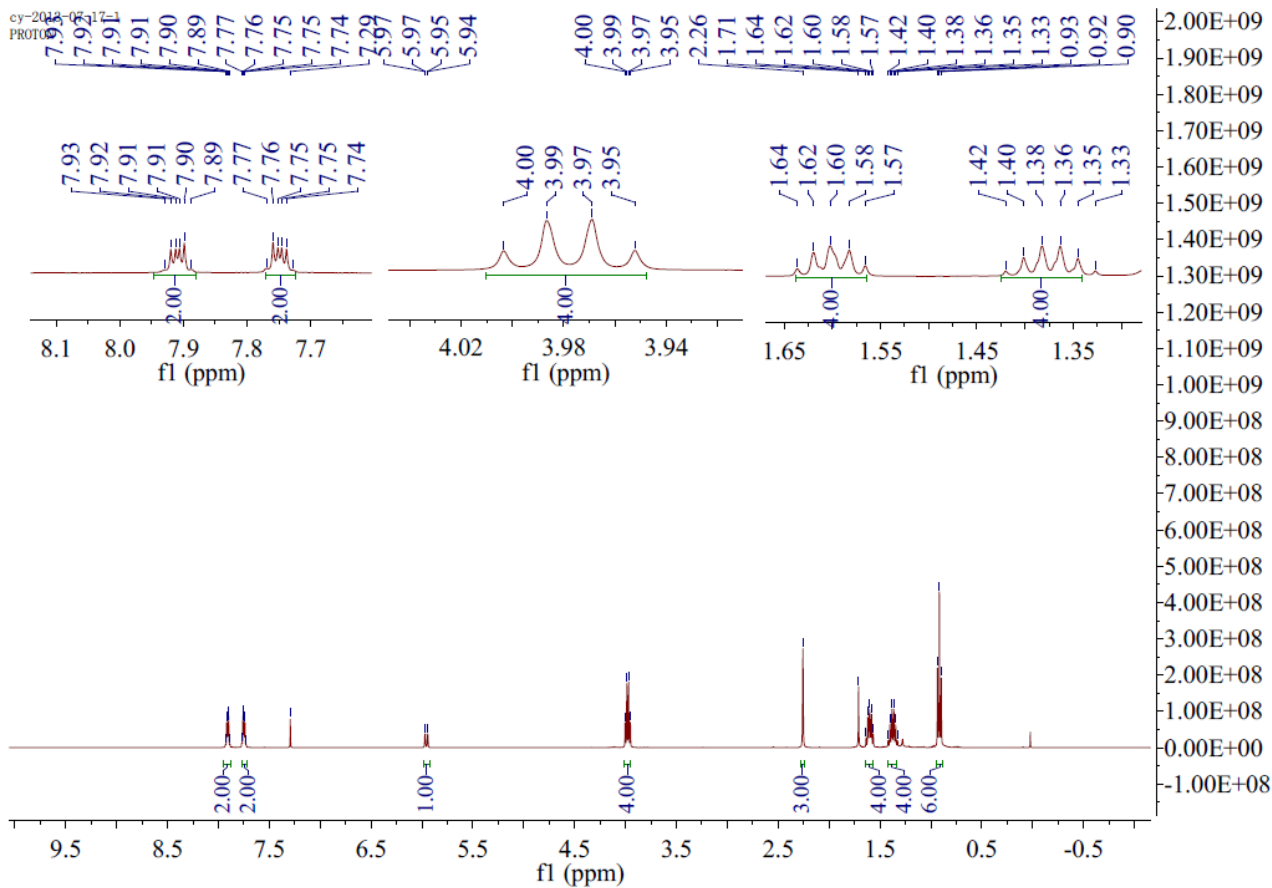 cy-2013-07-17-1
PROTON
7.93 7.92 7.91 7.91 7.90 7.89 7.77 7.76 7.75 7.75 7.74 7.29 5.97 5.97 5.95 5.94 4.00 3.99 3.97 3.95 2.26 1.71 1.64 1.62 1.60 1.58 1.57 1.42 1.40 1.38 1.36 1.35 1.33 0.93 0.92 0.90
7.93 7.92 7.91 7.91 7.90 7.89 7.77 7.76 7.75 7.75 7.74
2.00 2.00
8.1 8.0 7.9 7.8 7.7
f1 (ppm)
4.00 3.99 3.97 3.95
4.00
4.02 3.98 3.94
f1 (ppm)
1.64 1.62 1.60 1.58 1.57 1.42 1.40 1.38 1.36 1.35 1.33
4.00 4.00
1.65 1.55 1.45 1.35
f1 (ppm)
2.00E+09
1.90E+09
1.80E+09
1.70E+09
1.60E+09
1.50E+09
1.40E+09
1.30E+09
1.20E+09
1.10E+09
1.00E+09
9.00E+08
8.00E+08
7.00E+08
6.00E+08
5.00E+08
4.00E+08
3.00E+08
2.00E+08
1.00E+08
0.00E+00
-1.00E+08
2.00 2.00 1.00 4.00 3.00 4.00 4.00 6.00
9.5 8.5 7.5 6.5 5.5 4.5 3.5 2.5 1.5 0.5 -0.5
f1 (ppm)